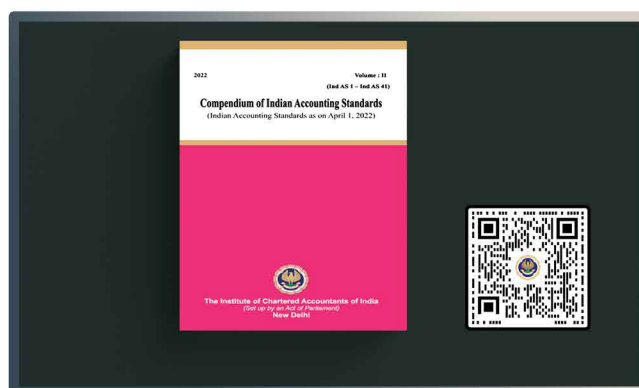 2022
Volume : II
(Ind AS 1 – Ind AS 41)
Compendium of Indian Accounting Standards
(Indian Accounting Standards as on April 1, 2022)
The Institute of Chartered Accountants of India
(Set up by an Act of Parliament)
New Delhi